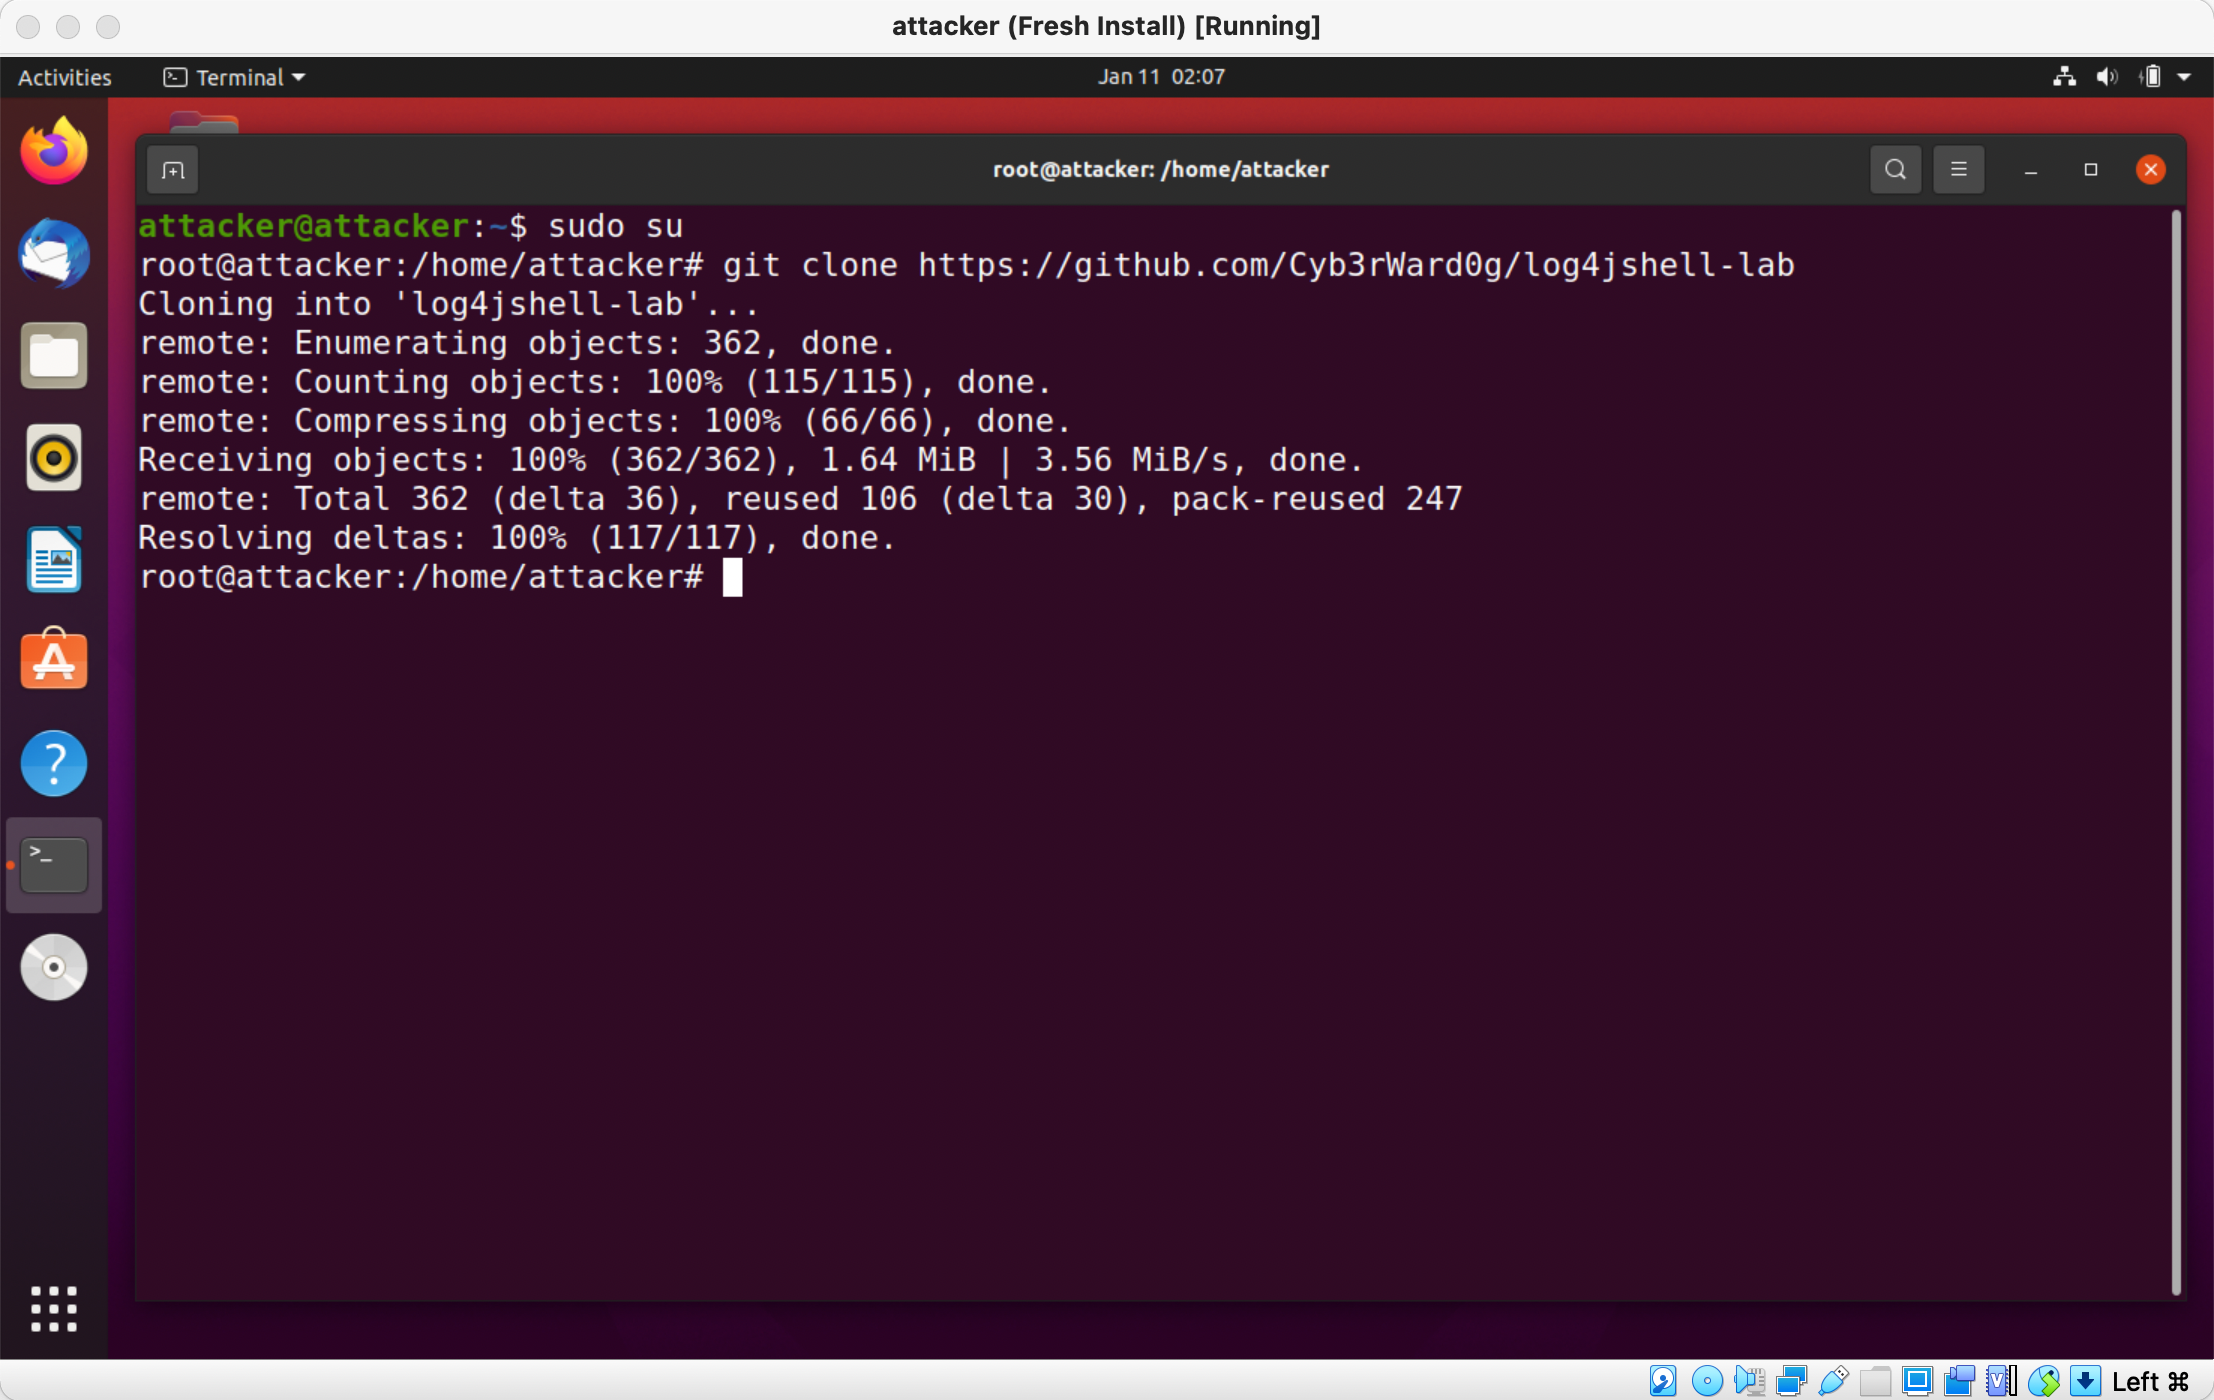 attacker (Fresh Install) [Running]
Activities Terminal Jan 11 02:07
root@attacker: /home/attacker
attacker@attacker:~$ sudo su
root@attacker:/home/attacker# git clone https://github.com/Cyb3rWard0g/log4jshell-lab
Cloning into 'log4jshell-lab'...
remote: Enumerating objects: 362, done.
remote: Counting objects: 100% (115/115), done.
remote: Compressing objects: 100% (66/66), done.
Receiving objects: 100% (362/362), 1.64 MiB | 3.56 MiB/s, done.
remote: Total 362 (delta 36), reused 106 (delta 30), pack-reused 247
Resolving deltas: 100% (117/117), done.
root@attacker:/home/attacker#
Left ⌘